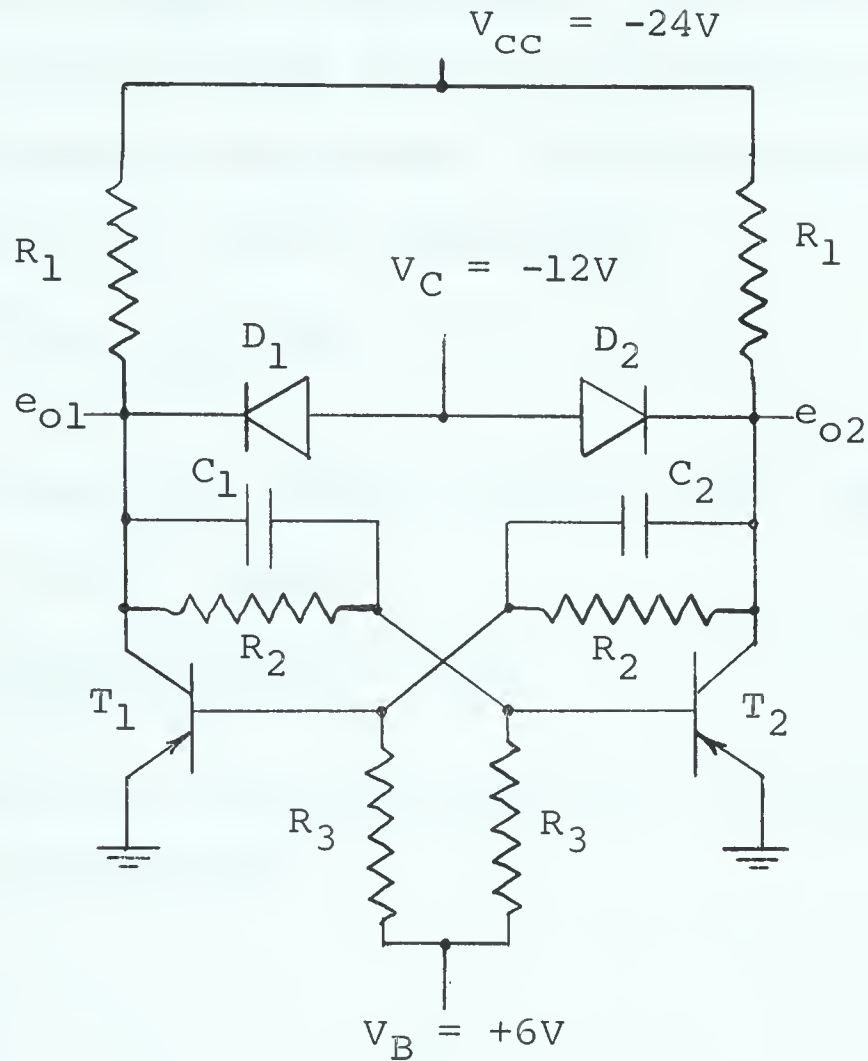 V_CC = -24V
R_1
R_1
V_C = -12V
D_1
D_2
e_o1
e_o2
C_1
C_2
R_2
R_2
T_1
T_2
R_3
R_3
V_B = +6V